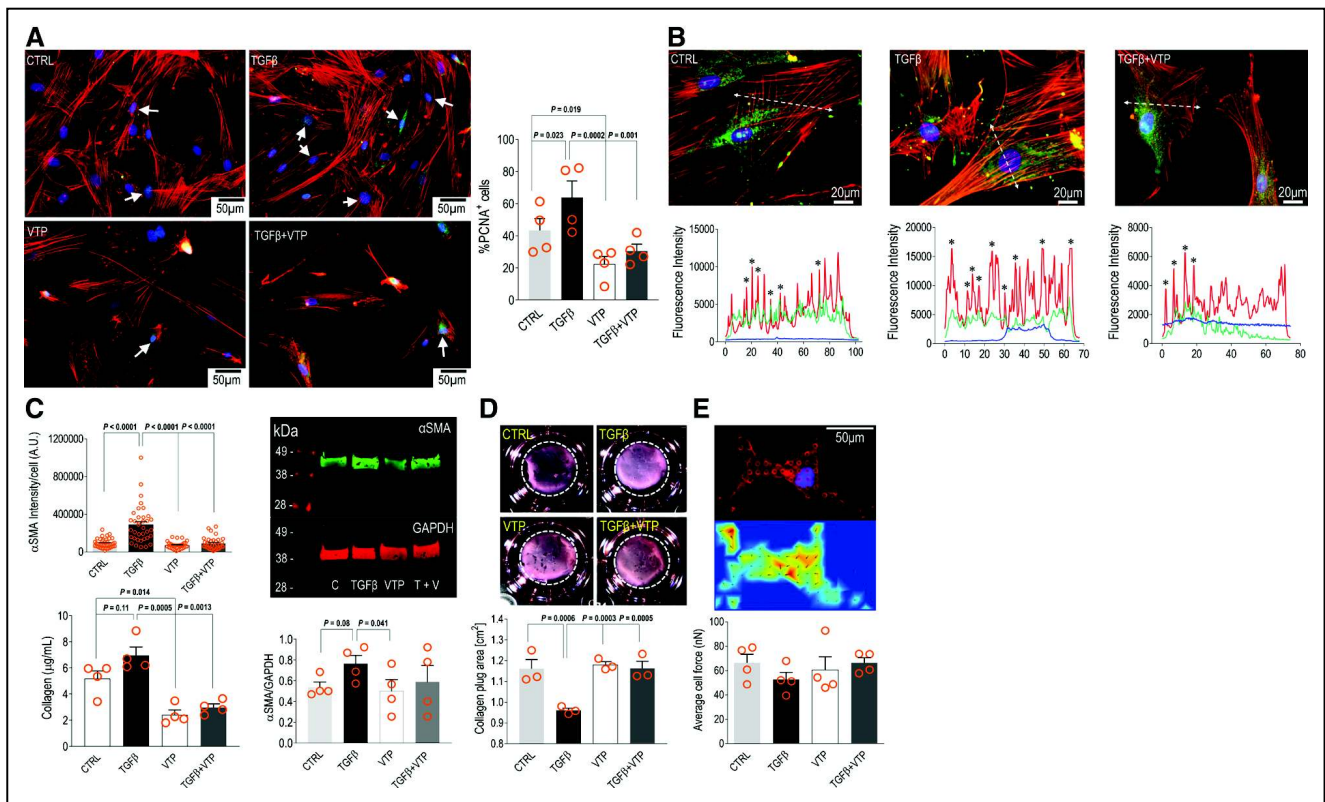 A
CTRL
TGFβ
50µm
50µm
VTP
TGFβ+VTP
50µm
50µm
P = 0.019
P = 0.023
P = 0.0002
P = 0.001
%PCNA+ cells
100
80
60
40
20
0
CTRL
TGFβ
VTP
TGFβ+VTP
B
CTRL
TGFβ
TGFβ+VTP
20µm
20µm
20µm
Fluorescence Intensity
15000
10000
5000
0
0 20 40 60 80 100
* * * * * *
Fluorescence Intensity
20000
15000
10000
5000
0
0 10 20 30 40 50 60 70
* * * * * * * *
Fluorescence Intensity
8000
6000
4000
2000
0
0 20 40 60 80
* * * *
C
P < 0.0001
P < 0.0001
P < 0.0001
αSMA Intensity/cell (A.U.)
1200000
800000
400000
0
CTRL
TGFβ
VTP
TGFβ+VTP
kDa
αSMA
49 -
38 -
28 -
GAPDH
49 -
38 -
28 -
C TGFβ VTP T + V
P = 0.014
P = 0.11
P = 0.0005
P = 0.0013
Collagen (µg/mL)
10
8
6
4
2
0
CTRL
TGFβ
VTP
TGFβ+VTP
P = 0.08
P = 0.041
αSMA/GAPDH
1.0
0.8
0.6
0.4
0.2
0.0
CTRL
TGFβ
VTP
TGFβ+VTP
D
CTRL
TGFβ
VTP
TGFβ+VTP
P = 0.0006
P = 0.0003
P = 0.0005
Collagen plug area [cm²]
1.4
1.3
1.2
1.1
1.0
0.9
0.8
CTRL
TGFβ
VTP
TGFβ+VTP
E
50µm
Average cell force (nN)
100
80
60
40
20
0
CTRL
TGFβ
VTP
TGFβ+VTP